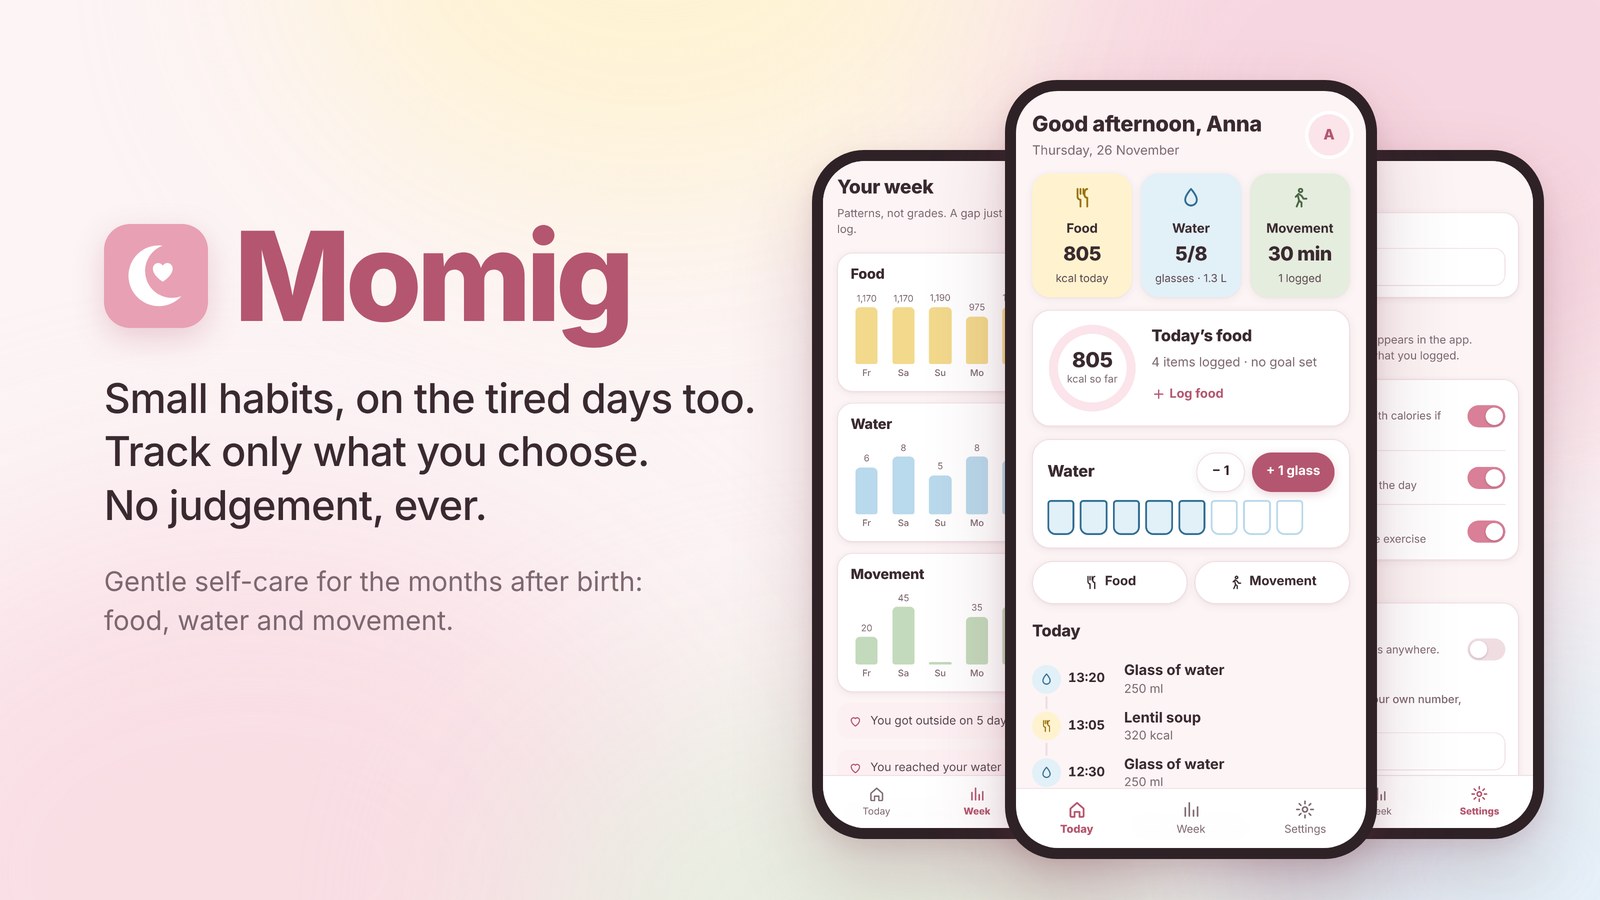 Momig
Small habits, on the tired days too.
Track only what you choose.
No judgement, ever.
Gentle self-care for the months after birth:
food, water and movement.
Your week
Patterns, not grades. A gap just
log.
Food
1,170 1,170 1,190 975
Fr Sa Su Mo
Water
6 8 5 8
Fr Sa Su Mo
Movement
20 45 35
Fr Sa Su Mo
You got outside on 5 day
You reached your water
Today Week
Good afternoon, Anna
A
Thursday, 26 November
Food Water Movement
805 5/8 30 min
kcal today glasses · 1.3 L 1 logged
805
kcal so far
Today's food
4 items logged · no goal set
+ Log food
Water
− 1
+ 1 glass
Food Movement
Today
13:20 Glass of water
250 ml
13:05 Lentil soup
320 kcal
12:30 Glass of water
250 ml
Today Week Settings
appears in the app.
what you logged.
calories if
the day
exercise
anywhere.
your own number,
Settings